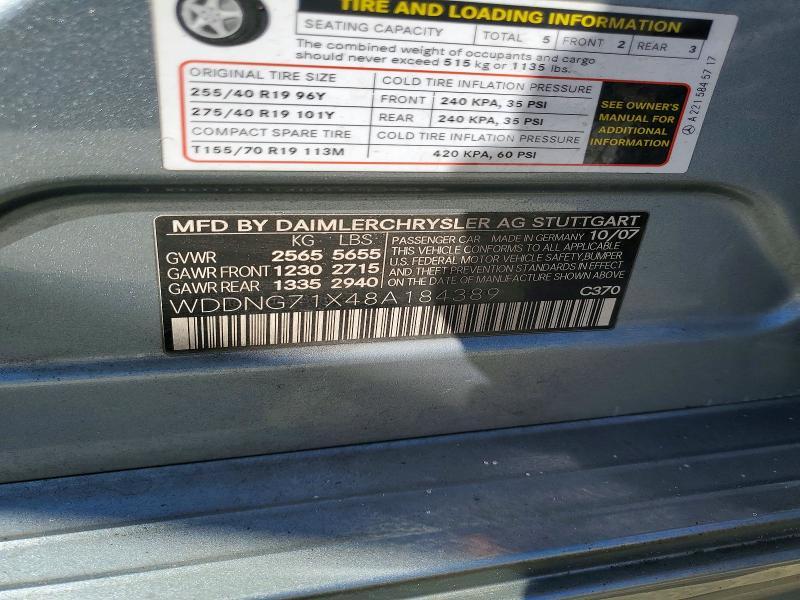 TIRE AND LOADING INFORMATION
SEATING CAPACITY TOTAL 5 FRONT 2 REAR 3
The combined weight of occupants and cargo
should never exceed 515 kg or 1135 lbs.
ORIGINAL TIRE SIZE COLD TIRE INFLATION PRESSURE
255/40 R19 96Y FRONT 240 KPA, 35 PSI
275/40 R19 101Y REAR 240 KPA, 35 PSI
COMPACT SPARE TIRE COLD TIRE INFLATION PRESSURE
T155/70 R19 113M 420 KPA, 60 PSI
SEE OWNER'S
MANUAL FOR
ADDITIONAL
INFORMATION
A 221 584 57 17
MFD BY DAIMLERCHRYSLER AG STUTTGART
KG LBS
GVWR 2565 5655
GAWR FRONT 1230 2715
GAWR REAR 1335 2940
PASSENGER CAR MADE IN GERMANY 10/07
THIS VEHICLE CONFORMS TO ALL APPLICABLE
U.S. FEDERAL MOTOR VEHICLE SAFETY, BUMPER
AND THEFT PREVENTION STANDARDS IN EFFECT
ON THE DATE OF MANUFACTURE SHOWN ABOVE
WDDNG71X48A184389 C370